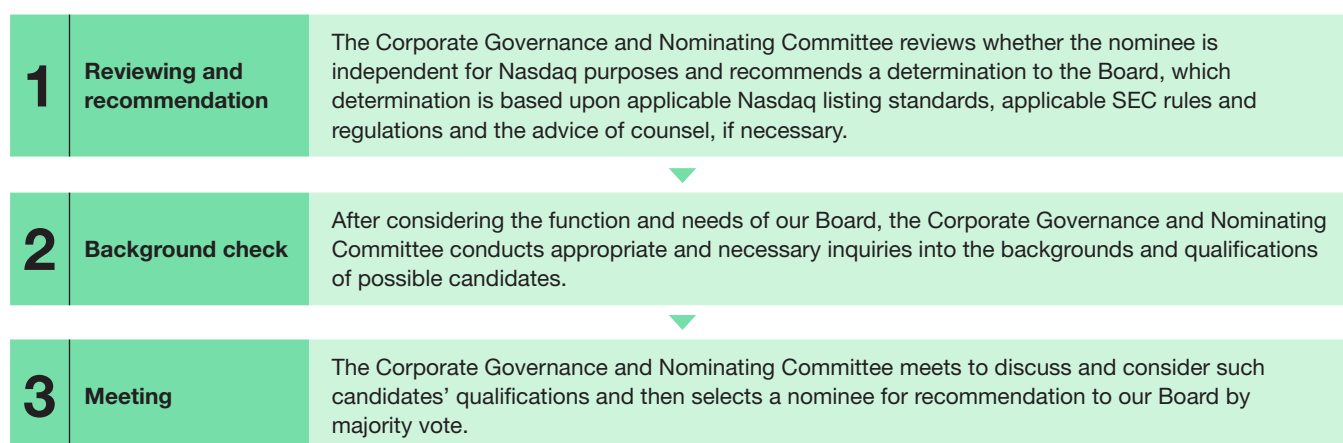 1
Reviewing and
recommendation
The Corporate Governance and Nominating Committee reviews whether the nominee is
independent for Nasdaq purposes and recommends a determination to the Board, which
determination is based upon applicable Nasdaq listing standards, applicable SEC rules and
regulations and the advice of counsel, if necessary.
2
Background check
After considering the function and needs of our Board, the Corporate Governance and Nominating
Committee conducts appropriate and necessary inquiries into the backgrounds and qualifications
of possible candidates.
3
Meeting
The Corporate Governance and Nominating Committee meets to discuss and consider such
candidates’ qualifications and then selects a nominee for recommendation to our Board by
majority vote.